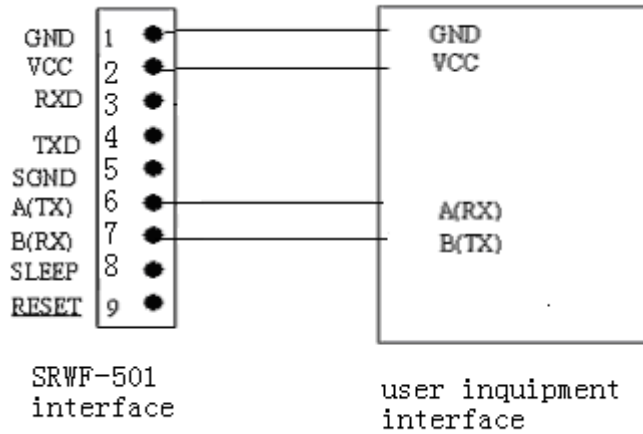 GND 1 GND
VCC 2 VCC
RXD 3
TXD 4
SGND 5
A(TX) 6 A(RX)
B(RX) 7 B(TX)
SLEEP 8
RESET 9
SRWF-501 interface
user inquipment interface